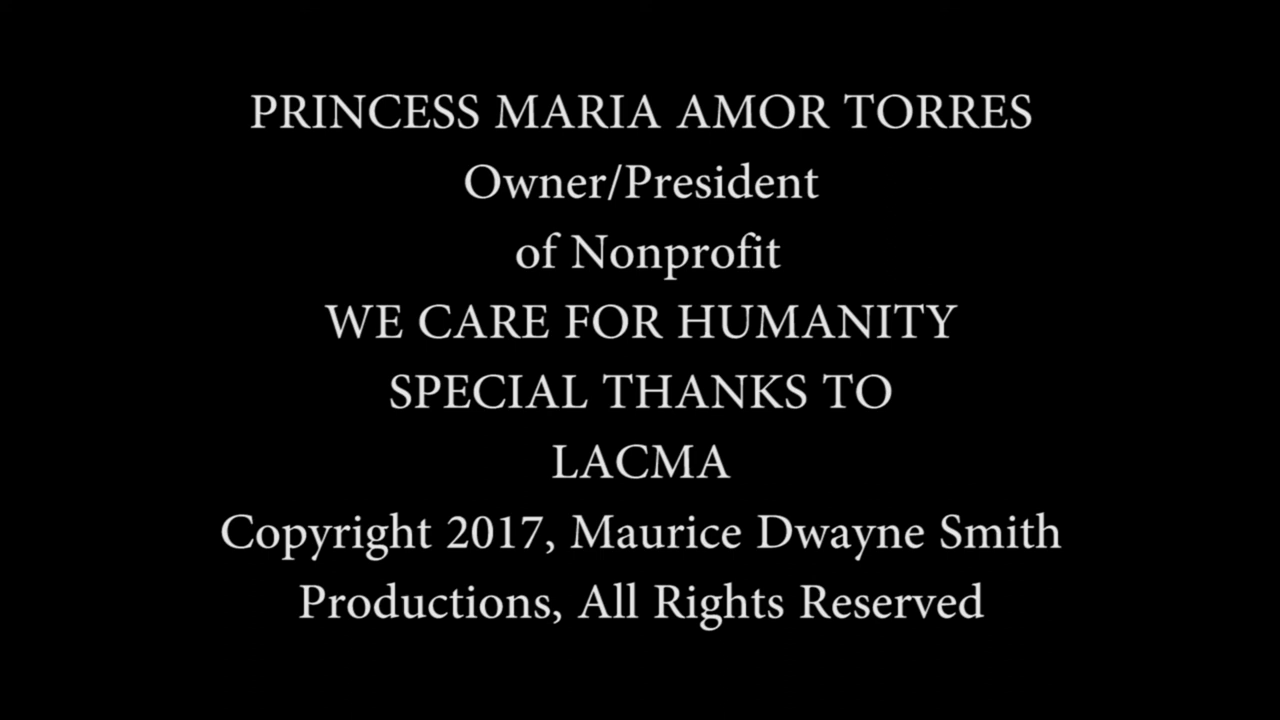 PRINCESS MARIA AMOR TORRES
Owner/President
of Nonprofit
WE CARE FOR HUMANITY
SPECIAL THANKS TO
LACMA
Copyright 2017, Maurice Dwayne Smith
Productions, All Rights Reserved